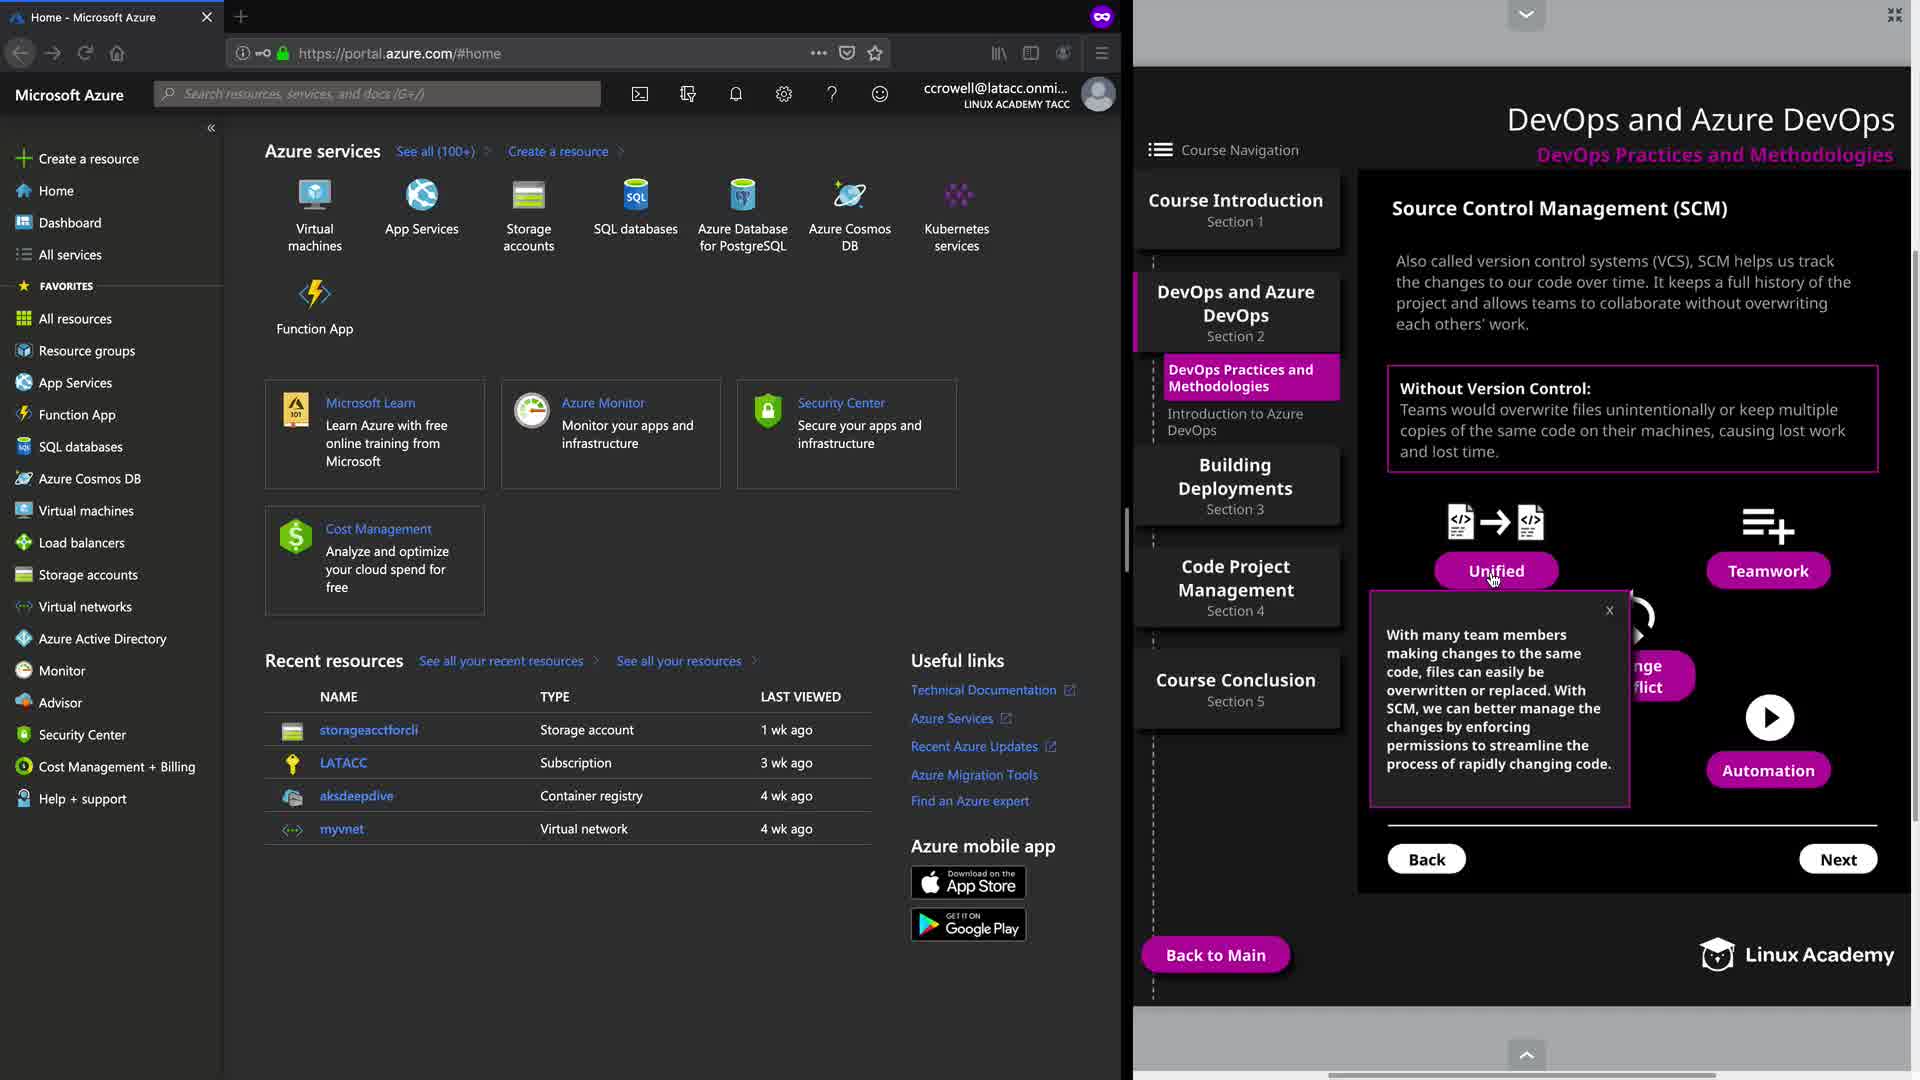 Home - Microsoft Azure
https://portal.azure.com/#home
Microsoft Azure
Search resources, services, and docs (G+/)
ccrowell@latacc.onmi...
LINUX ACADEMY TACC
Create a resource
Home
Dashboard
All services
FAVORITES
All resources
Resource groups
App Services
Function App
SQL databases
Azure Cosmos DB
Virtual machines
Load balancers
Storage accounts
Virtual networks
Azure Active Directory
Monitor
Advisor
Security Center
Cost Management + Billing
Help + support
Azure services
See all (100+)
Create a resource
Virtual
machines
App Services
Storage
accounts
SQL
SQL databases
Azure Database
for PostgreSQL
Azure Cosmos
DB
Kubernetes
services
Function App
101
Microsoft Learn
Learn Azure with free
online training from
Microsoft
Azure Monitor
Monitor your apps and
infrastructure
Security Center
Secure your apps and
infrastructure
Cost Management
Analyze and optimize
your cloud spend for
free
Recent resources
See all your recent resources
See all your resources
NAME TYPE LAST VIEWED
storageacctforcli Storage account 1 wk ago
LATACC Subscription 3 wk ago
aksdeepdive Container registry 4 wk ago
myvnet Virtual network 4 wk ago
Useful links
Technical Documentation
Azure Services
Recent Azure Updates
Azure Migration Tools
Find an Azure expert
Azure mobile app
Download on the
App Store
GET IT ON
Google Play
DevOps and Azure DevOps
DevOps Practices and Methodologies
Course Navigation
Course Introduction
Section 1
DevOps and Azure
DevOps
Section 2
DevOps Practices and
Methodologies
Introduction to Azure
DevOps
Building
Deployments
Section 3
Code Project
Management
Section 4
Course Conclusion
Section 5
Back to Main
Source Control Management (SCM)
Also called version control systems (VCS), SCM helps us track
the changes to our code over time. It keeps a full history of the
project and allows teams to collaborate without overwriting
each others' work.
Without Version Control:
Teams would overwrite files unintentionally or keep multiple
copies of the same code on their machines, causing lost work
and lost time.
Unified
Teamwork
x
With many team members
making changes to the same
code, files can easily be
overwritten or replaced. With
SCM, we can better manage the
changes by enforcing
permissions to streamline the
process of rapidly changing code.
nge
flict
Automation
Back
Next
Linux Academy